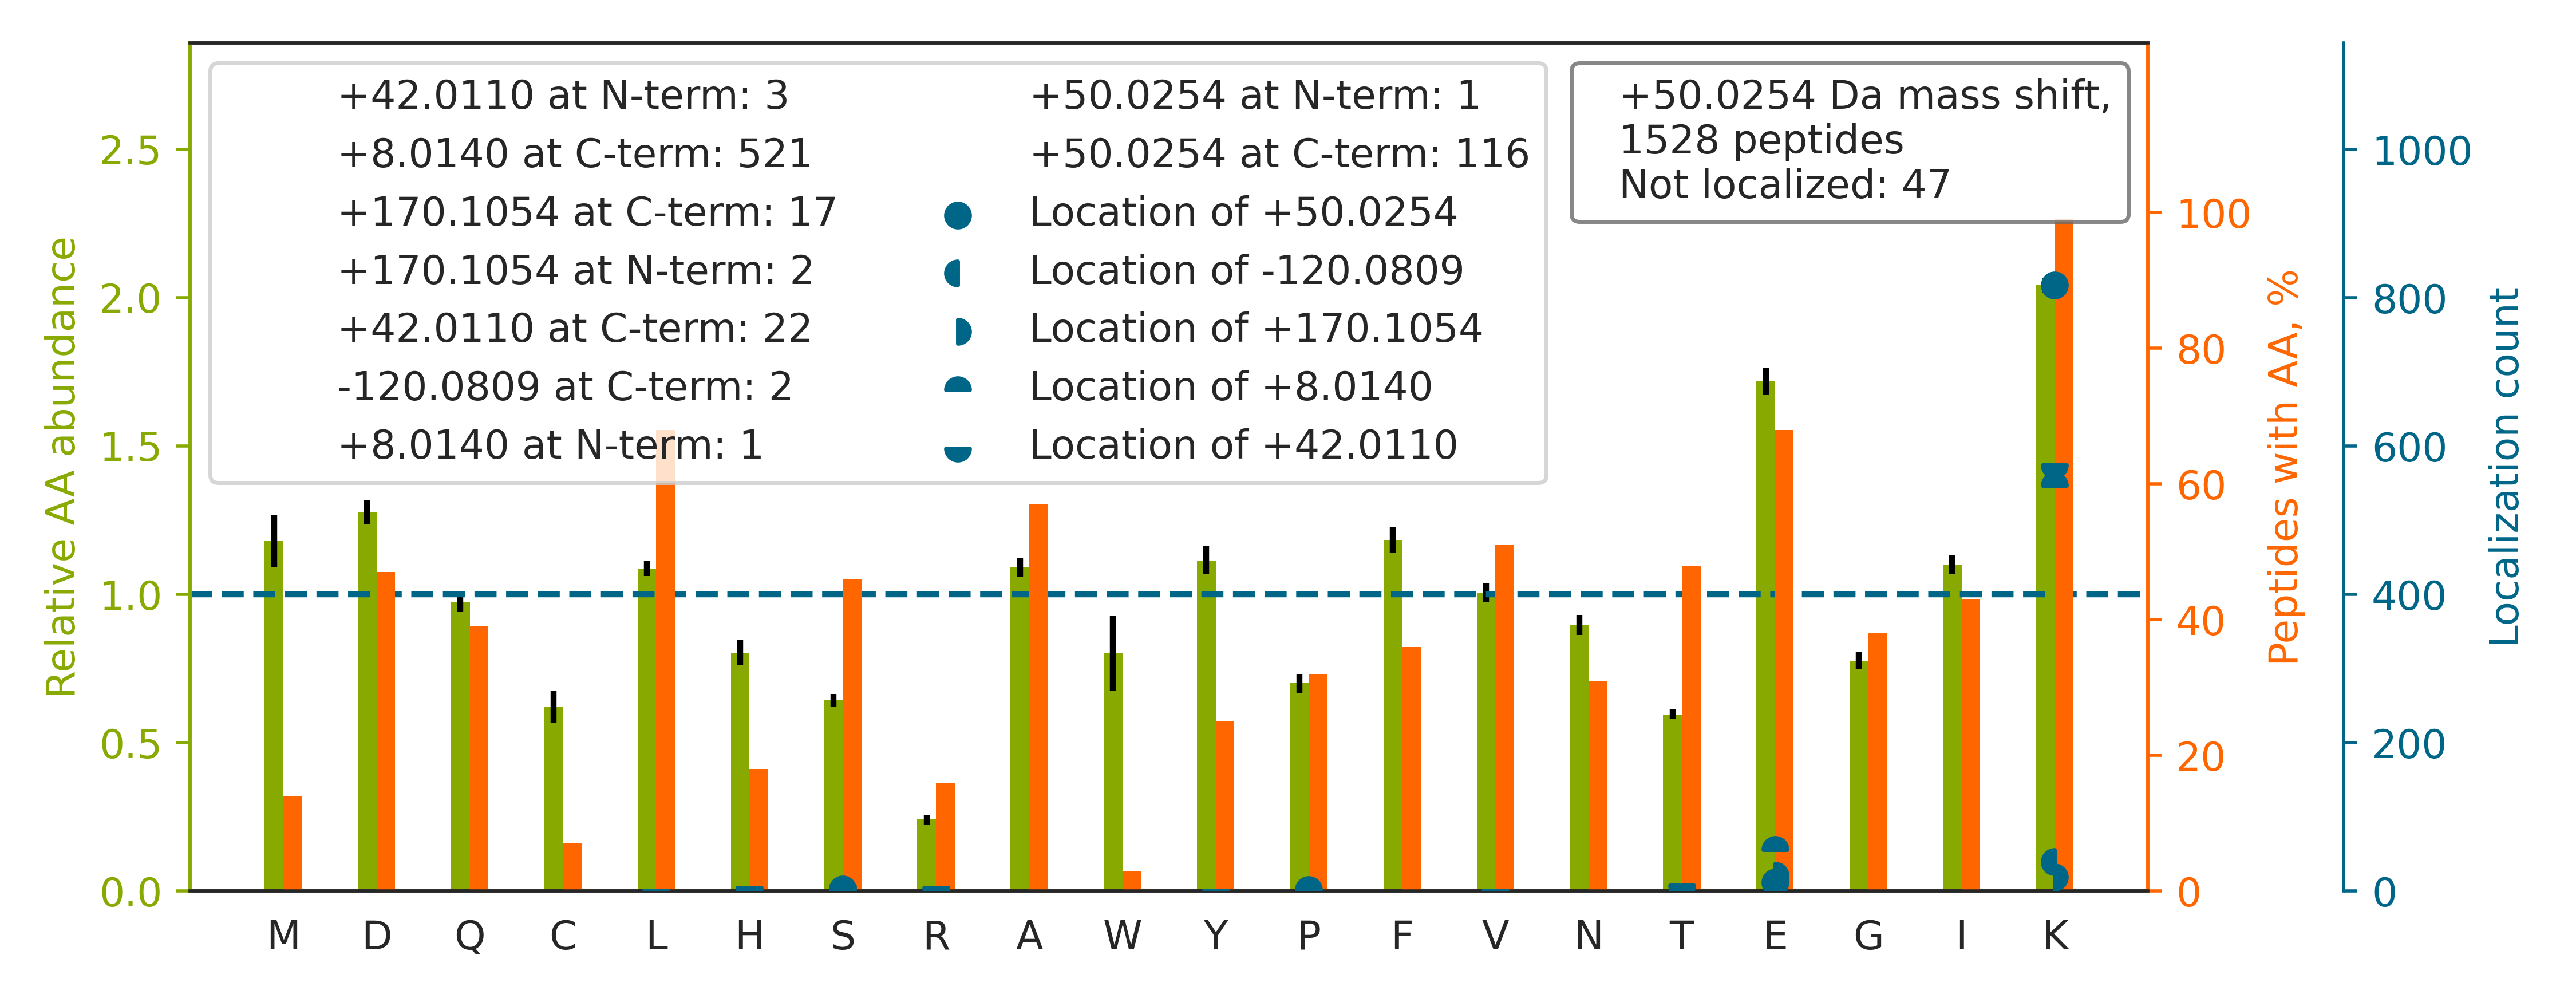 +42.0110 at N-term: 3
+8.0140 at C-term: 521
+170.1054 at C-term: 17
+170.1054 at N-term: 2
+42.0110 at C-term: 22
-120.0809 at C-term: 2
+8.0140 at N-term: 1
+50.0254 at N-term: 1
+50.0254 at C-term: 116
Location of +50.0254
Location of -120.0809
Location of +170.1054
Location of +8.0140
Location of +42.0110
+50.0254 Da mass shift,
1528 peptides
Not localized: 47
Relative AA abundance
2.5
2.0
1.5
1.0
0.5
0.0
100
80
60
40
20
0
Peptides with AA, %
1000
800
600
400
200
0
Localization count
M D Q C L H S R A W Y P F V N T E G I K